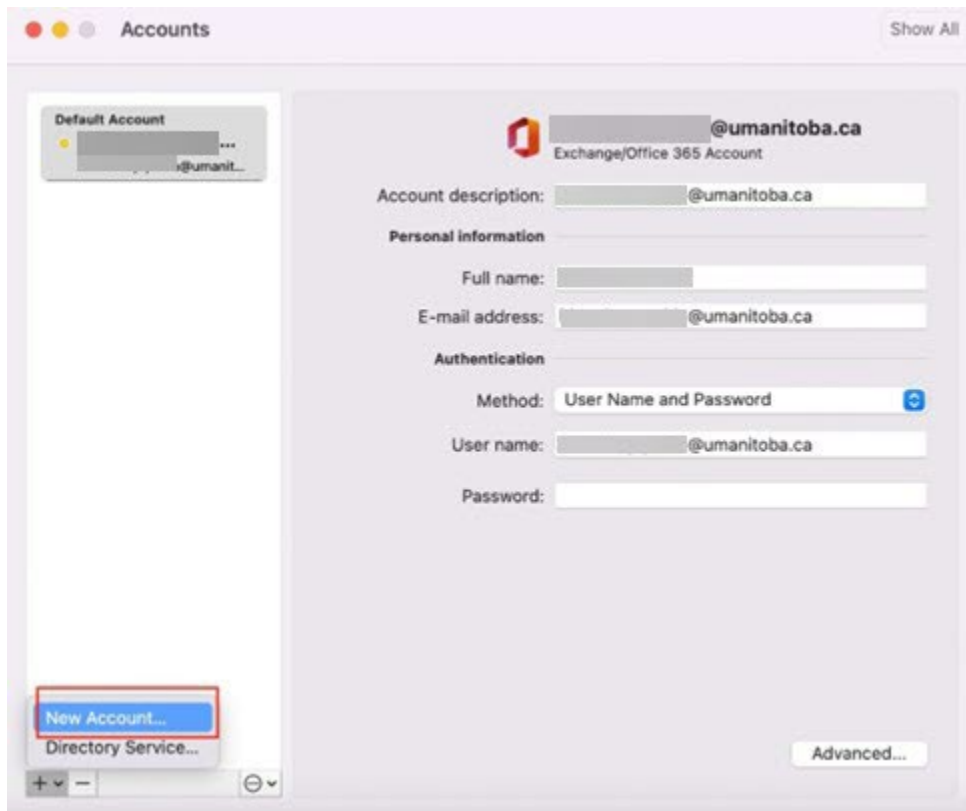 Accounts
Show All
Default Account
...
@umanit...
@umanitoba.ca
Exchange/Office 365 Account
Account description: @umanitoba.ca
Personal information
Full name:
E-mail address: @umanitoba.ca
Authentication
Method: User Name and Password
User name: @umanitoba.ca
Password:
New Account...
Directory Service...
Advanced...